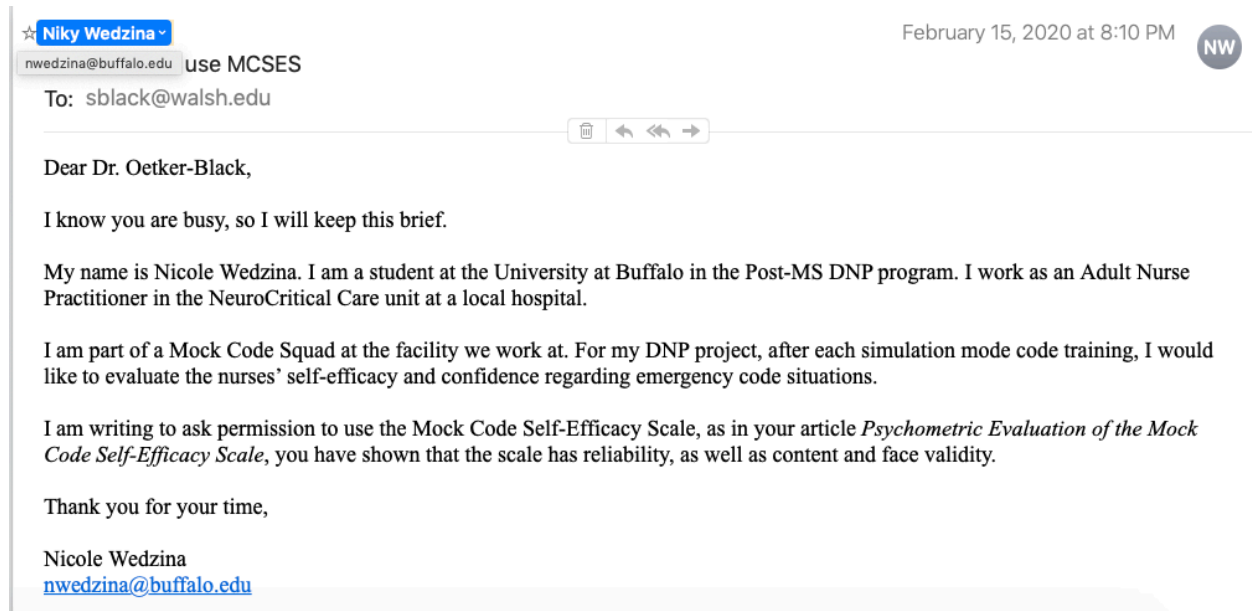 Niky Wedzina
February 15, 2020 at 8:10 PM
NW
nwedzina@buffalo.edu
use MCSES
To: sblack@walsh.edu
Dear Dr. Oetker-Black,
I know you are busy, so I will keep this brief.
My name is Nicole Wedzina. I am a student at the University at Buffalo in the Post-MS DNP program. I work as an Adult Nurse
Practitioner in the NeuroCritical Care unit at a local hospital.
I am part of a Mock Code Squad at the facility we work at. For my DNP project, after each simulation mode code training, I would
like to evaluate the nurses’ self-efficacy and confidence regarding emergency code situations.
I am writing to ask permission to use the Mock Code Self-Efficacy Scale, as in your article Psychometric Evaluation of the Mock
Code Self-Efficacy Scale, you have shown that the scale has reliability, as well as content and face validity.
Thank you for your time,
Nicole Wedzina
nwedzina@buffalo.edu